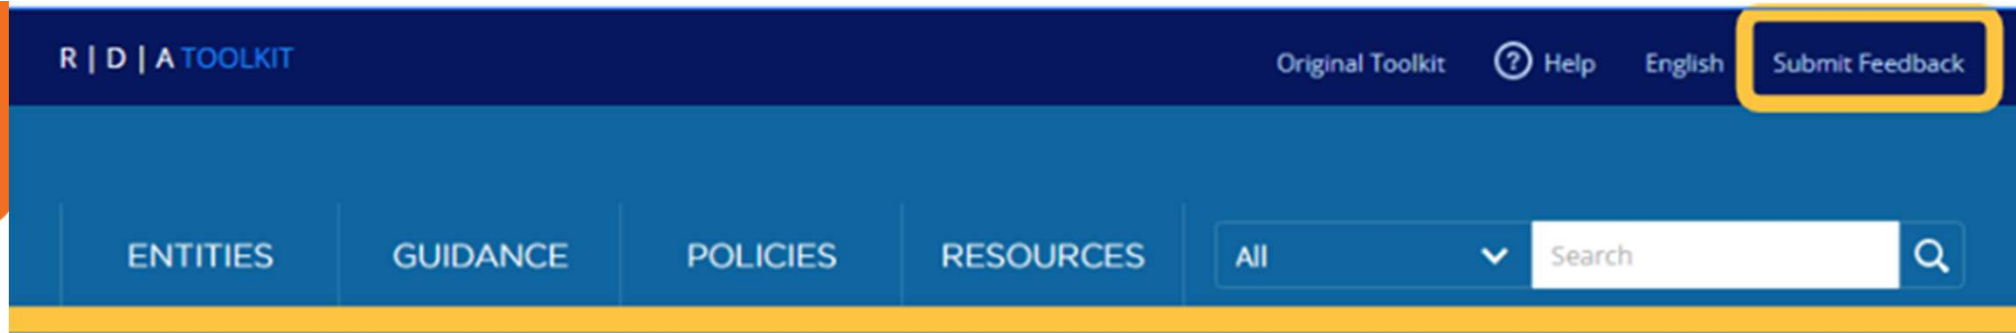 R | D | A TOOLKIT
Original Toolkit ? Help English Submit Feedback
ENTITIES GUIDANCE POLICIES RESOURCES All Search